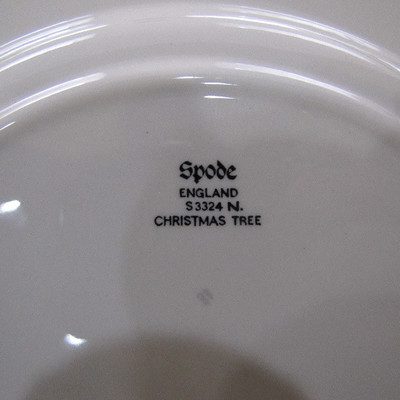 Spode
ENGLAND
S3324 N.
CHRISTMAS TREE